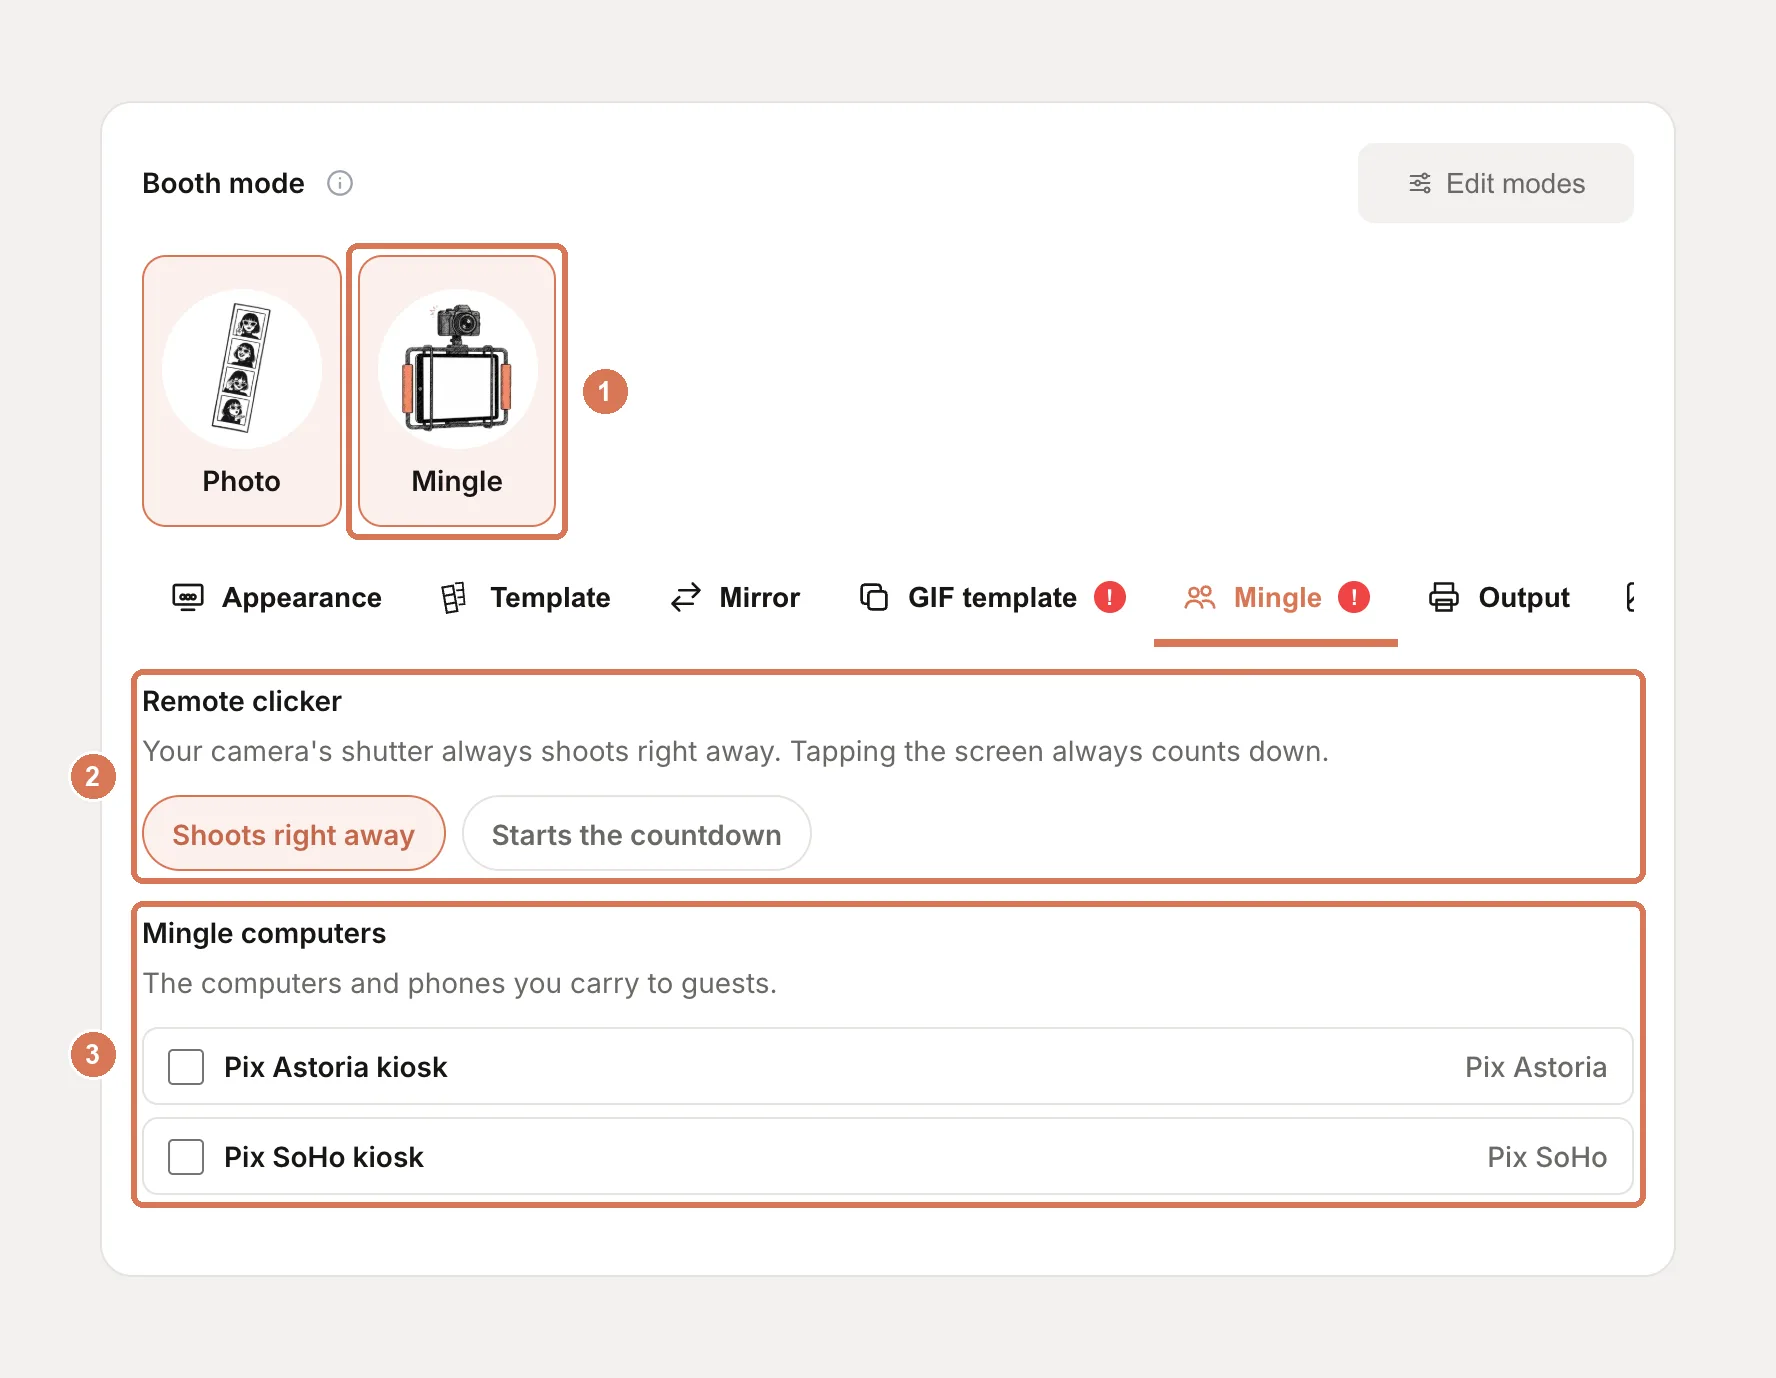 Booth mode
Edit modes
Photo
Mingle
1
Appearance
Template
Mirror
GIF template !
Mingle !
Output
Remote clicker
Your camera's shutter always shoots right away. Tapping the screen always counts down.
2
Shoots right away
Starts the countdown
Mingle computers
The computers and phones you carry to guests.
3
Pix Astoria kiosk
Pix Astoria
Pix SoHo kiosk
Pix SoHo